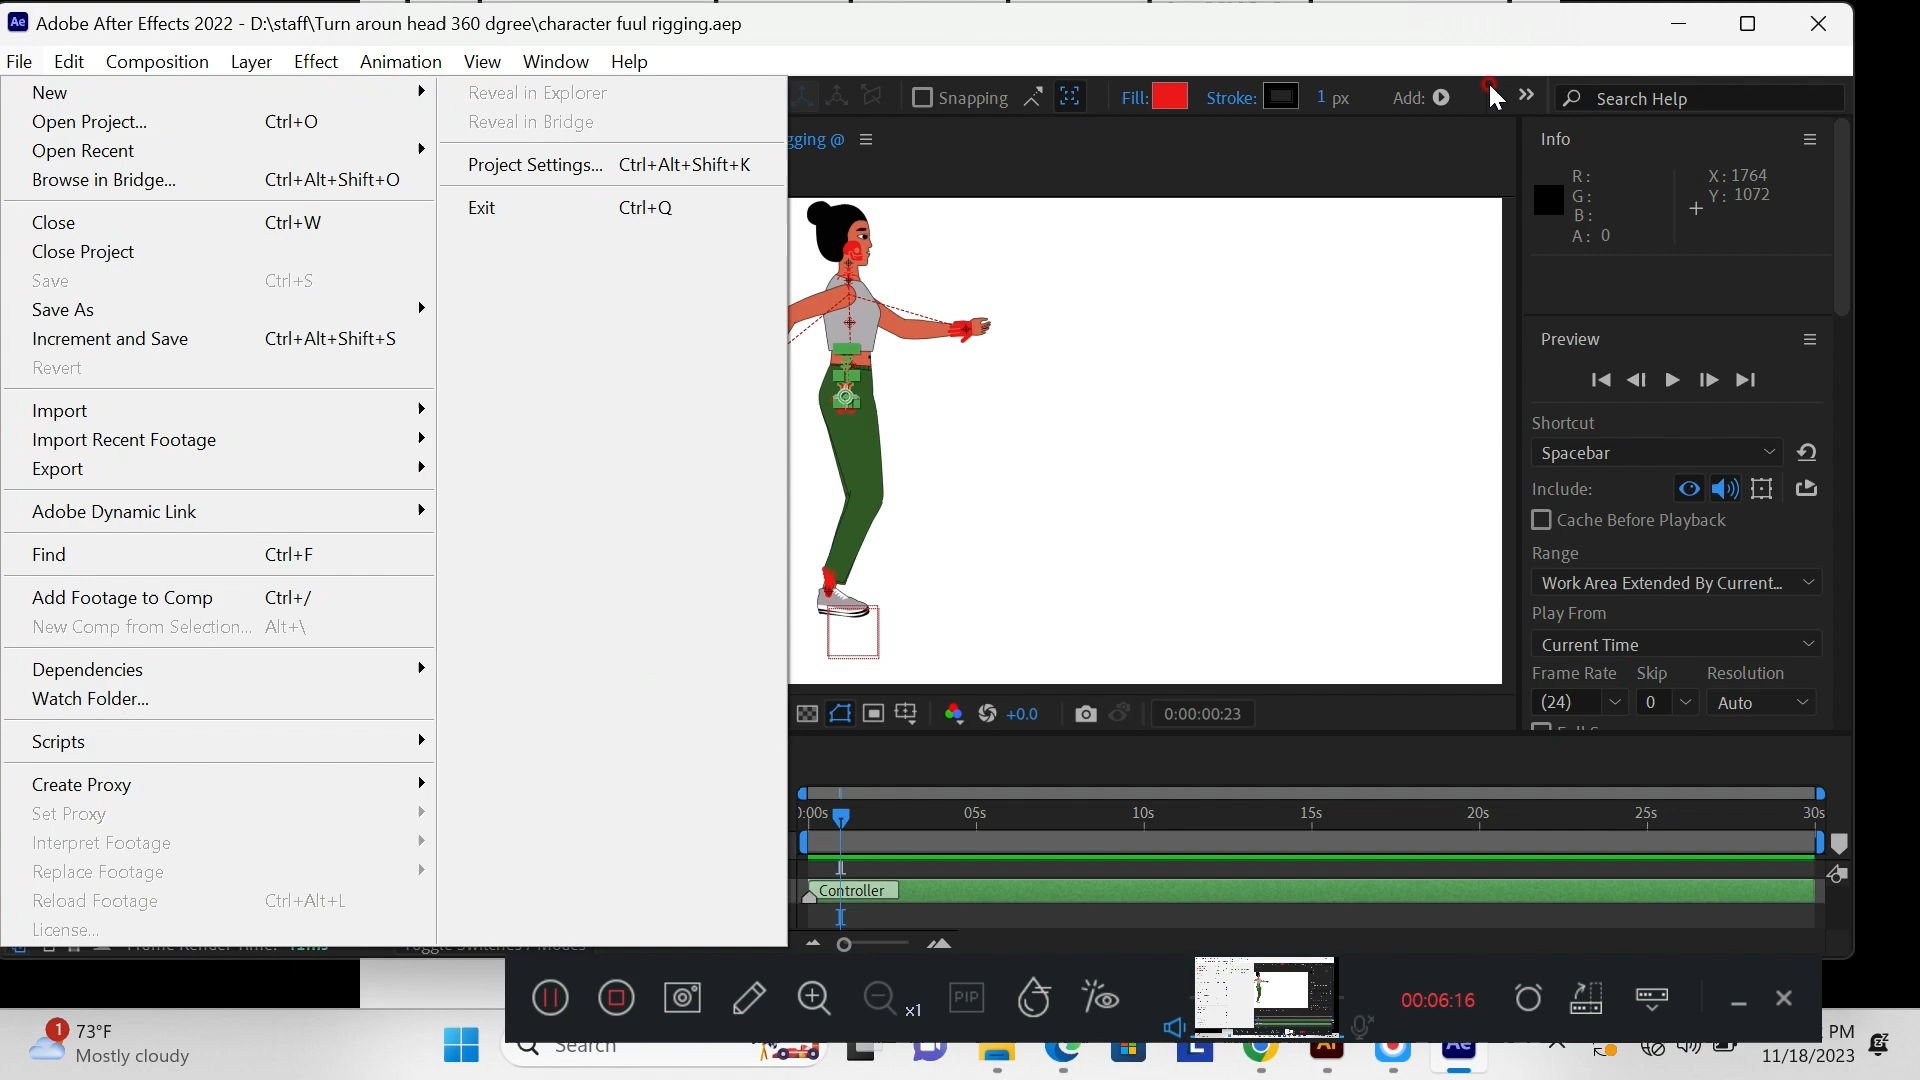 Ae Adobe After Effects 2022 - D:\staff\Turn aroun head 360 dgree\character fuul rigging.aep
File Edit Composition Layer Effect Animation View Window Help
New
Open Project... Ctrl+O
Open Recent
Browse in Bridge... Ctrl+Alt+Shift+O
Close Ctrl+W
Close Project
Save Ctrl+S
Save As
Increment and Save Ctrl+Alt+Shift+S
Revert
Import
Import Recent Footage
Export
Adobe Dynamic Link
Find Ctrl+F
Add Footage to Comp Ctrl+/
New Comp from Selection... Alt+\
Dependencies
Watch Folder...
Scripts
Create Proxy
Set Proxy
Interpret Footage
Replace Footage
Reload Footage Ctrl+Alt+L
License...
Reveal in Explorer
Reveal in Bridge
Project Settings... Ctrl+Alt+Shift+K
Exit Ctrl+Q
Snapping Fill: Stroke: 1 px Add: Search Help
gging @
Info
R: X: 1764
G: Y: 1072
B:
A: 0
Preview
Shortcut
Spacebar
Include:
Cache Before Playback
Range
Work Area Extended By Current...
Play From
Current Time
Frame Rate Skip Resolution
(24) 0 Auto
+0.0 0:00:00:23
):00s 05s 10s 15s 20s 25s 30s
Controller
x1 PIP 00:06:16
1 73°F
Mostly cloudy
Search
L Ai Ae
PM
11/18/2023